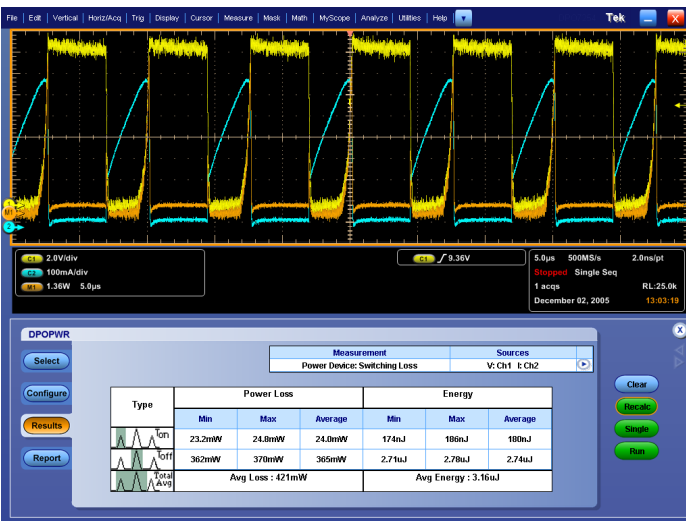 File | Edit | Vertical | Horiz/Acq | Trig | Display | Cursor | Measure | Mask | Math | MyScope | Analyze | Utilities | Help | Tek X
M1
2
C1 2.0V/div
C2 100mA/div
M1 1.36W 5.0µs
C1 9.36V
5.0µs 500MS/s 2.0ns/pt
Stopped Single Seq
1 acqs RL:25.0k
December 02, 2005 13:03:19
DPOPWR
X
Select
Configure
Results
Report
Measurement Sources
Power Device: Switching Loss V: Ch1 I: Ch2
Type Power Loss Energy
Min Max Average Min Max Average
Ton 23.2mW 24.8mW 24.0mW 174nJ 186nJ 180nJ
Toff 362mW 370mW 365mW 2.71uJ 2.78uJ 2.74uJ
Total Avg Avg Loss : 421mW Avg Energy : 3.16uJ
Clear
Recalc
Single
Run